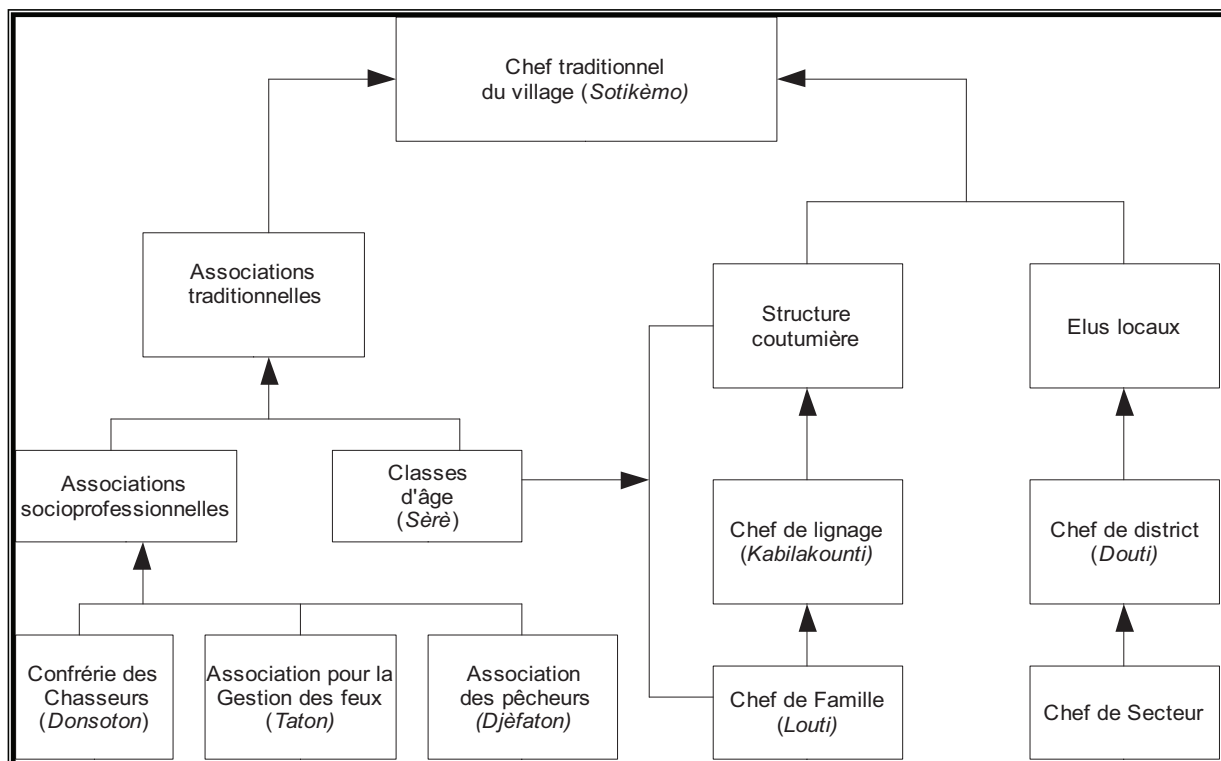 Chef traditionnel
du village (Sotikèmo)
Associations
traditionnelles
Structure
coutumière
Elus locaux
Associations
socioprofessionnelles
Classes
d'âge
(Sèrè)
Chef de lignage
(Kabilakounti)
Chef de district
(Douti)
Confrérie des
Chasseurs
(Donsoton)
Association pour la
Gestion des feux
(Taton)
Association
des pêcheurs
(Djèfaton)
Chef de Famille
(Louti)
Chef de Secteur